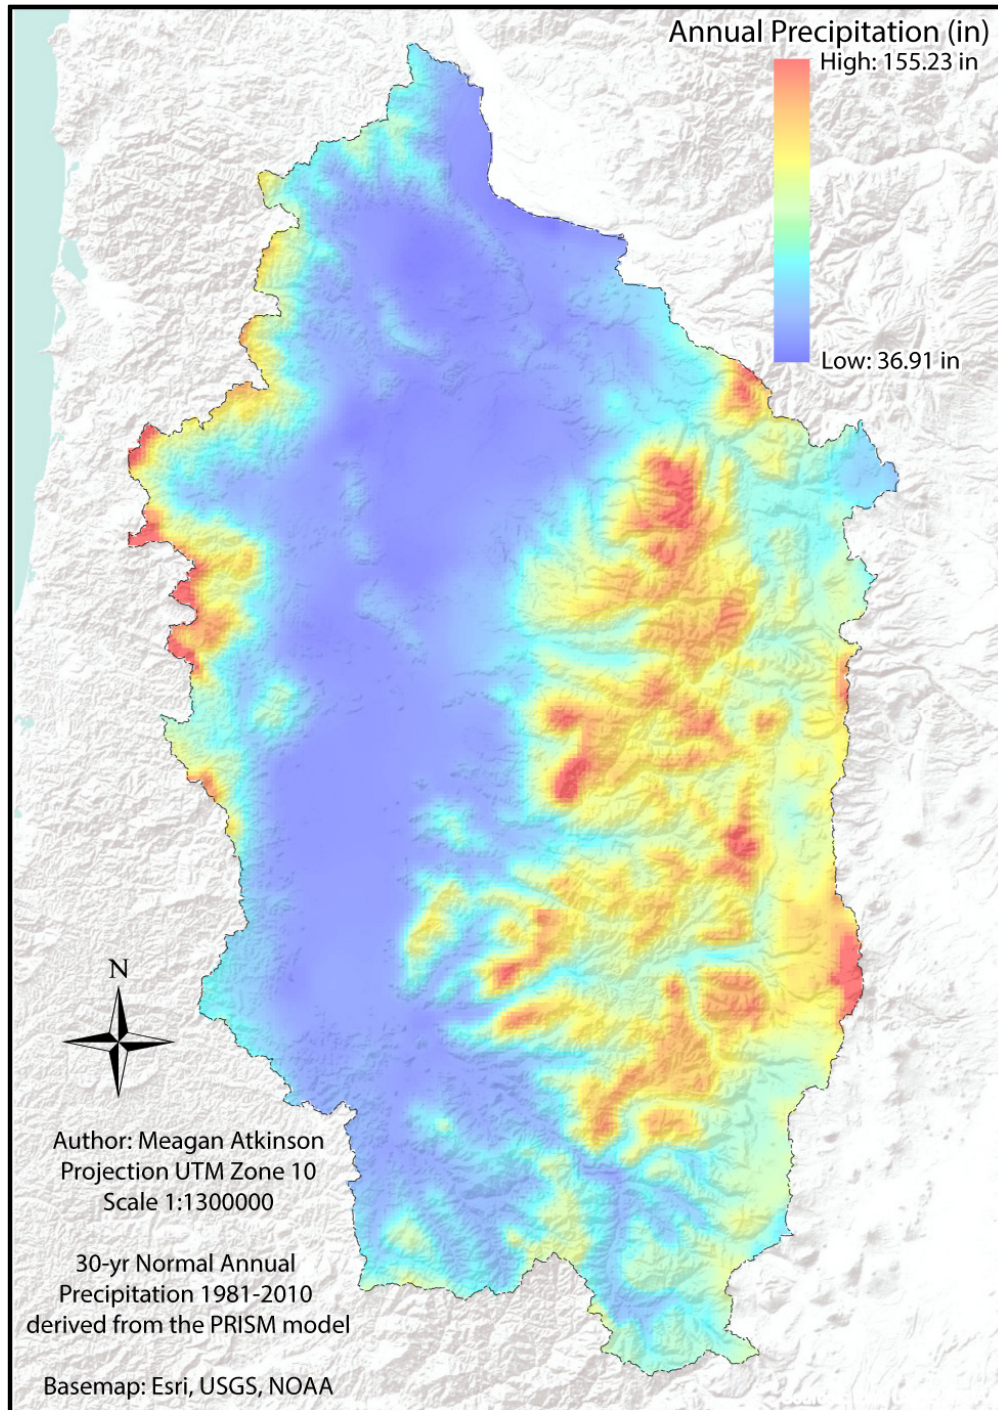 Annual Precipitation (in)
High: 155.23 in
Low: 36.91 in
N
Author: Meagan Atkinson
Projection UTM Zone 10
Scale 1:1300000
30-yr Normal Annual
Precipitation 1981-2010
derived from the PRISM model
Basemap: Esri, USGS, NOAA